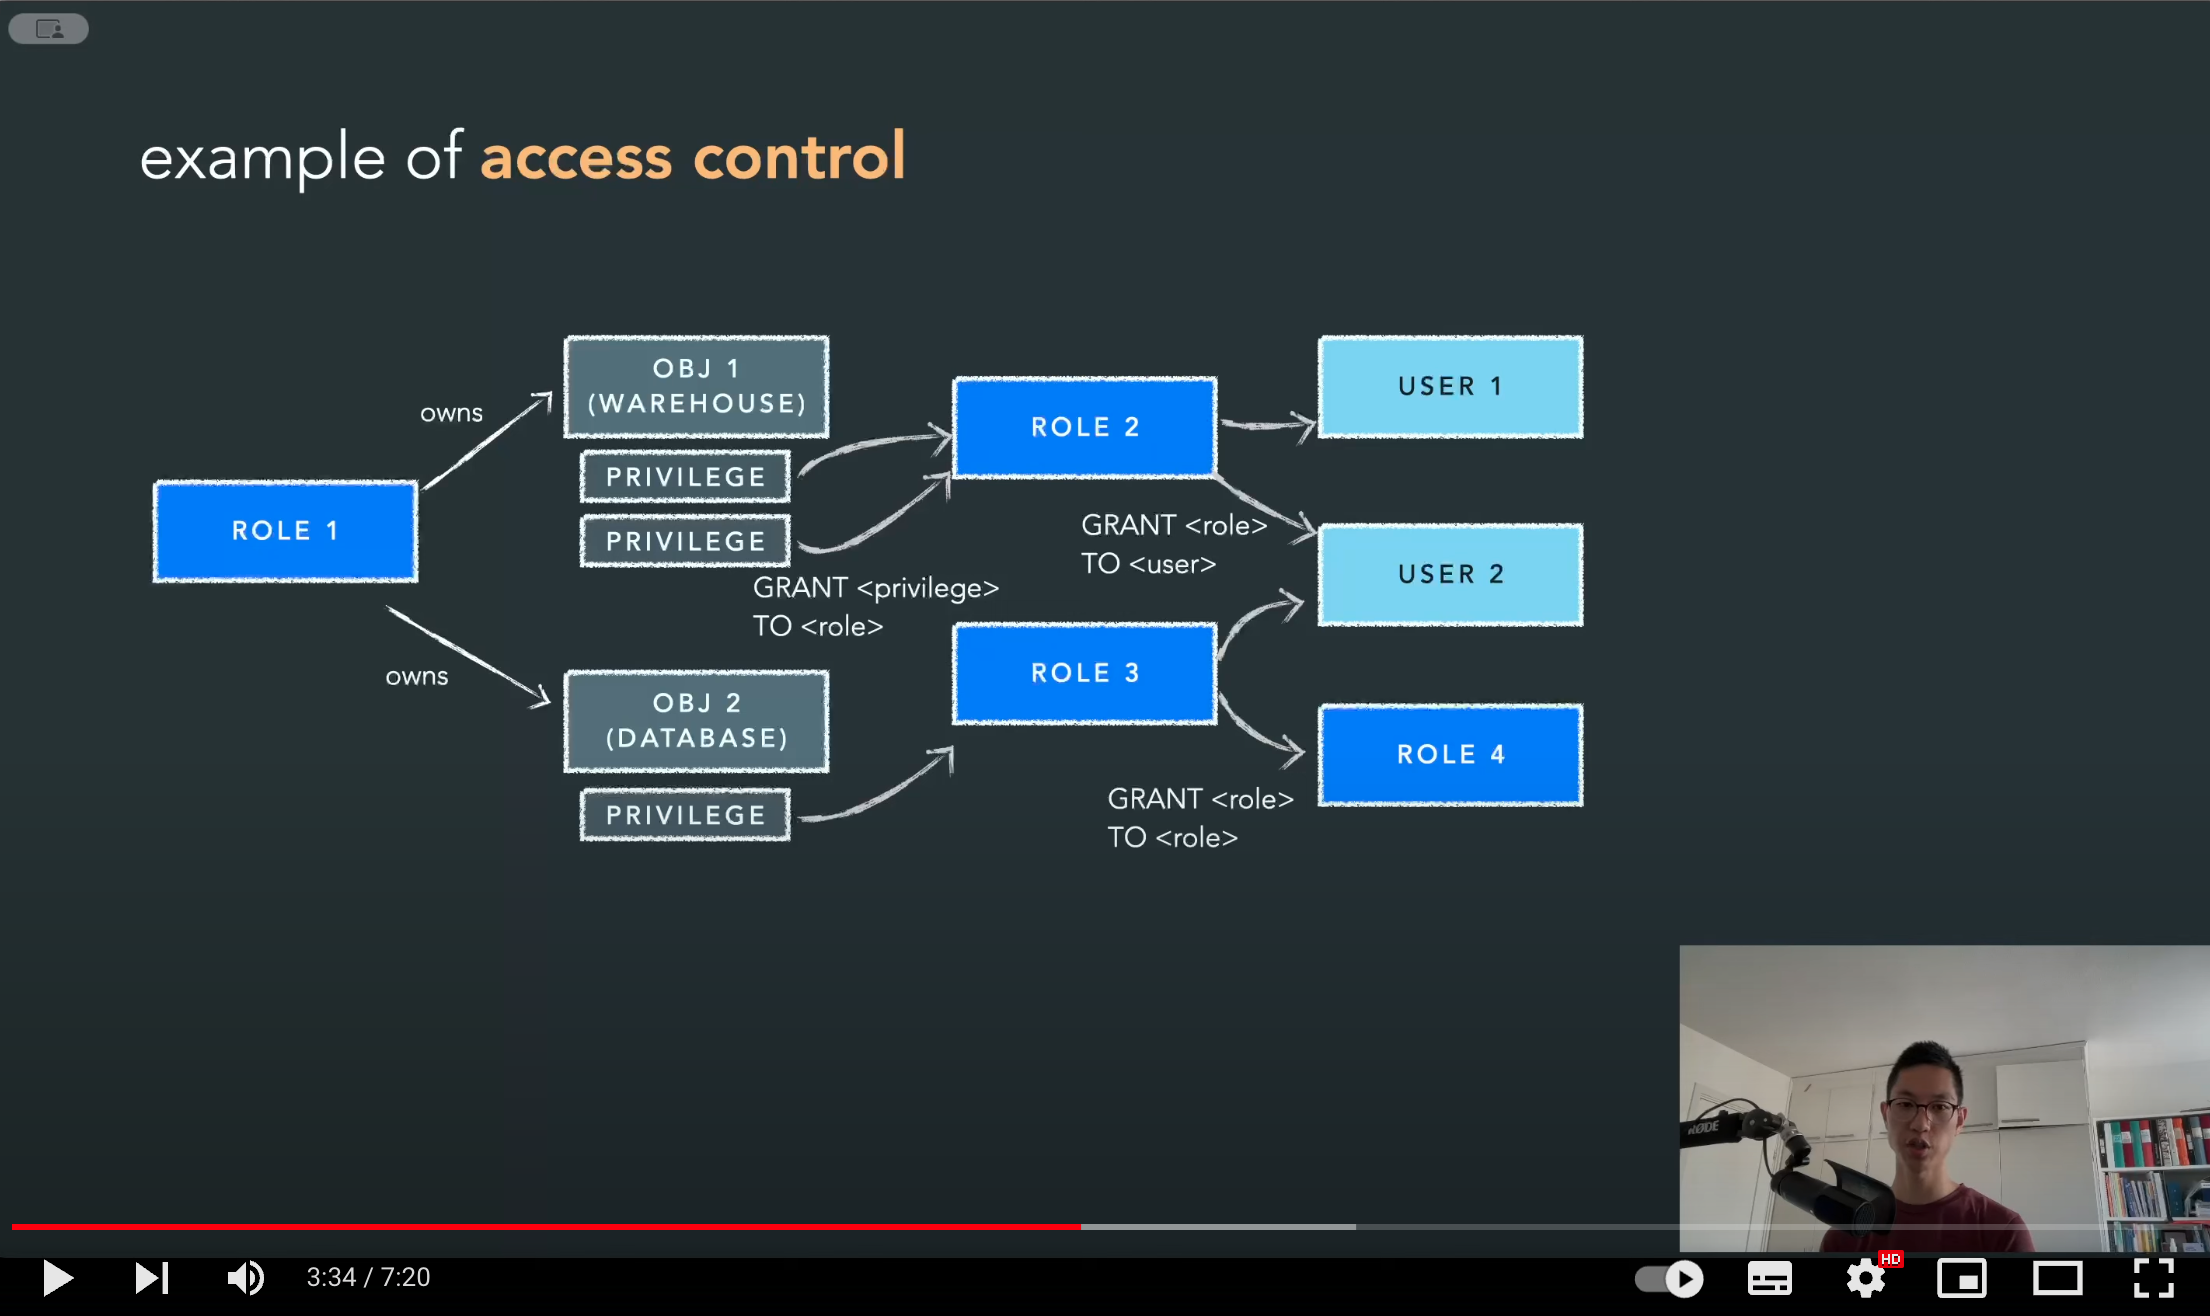 example of access control
OBJ 1
(WAREHOUSE)
USER 1
owns
ROLE 2
PRIVILEGE
ROLE 1
PRIVILEGE
GRANT <role>
TO <user>
USER 2
GRANT <privilege>
TO <role>
owns
ROLE 3
OBJ 2
(DATABASE)
ROLE 4
PRIVILEGE
GRANT <role>
TO <role>
RØDE
HD
3:34 / 7:20